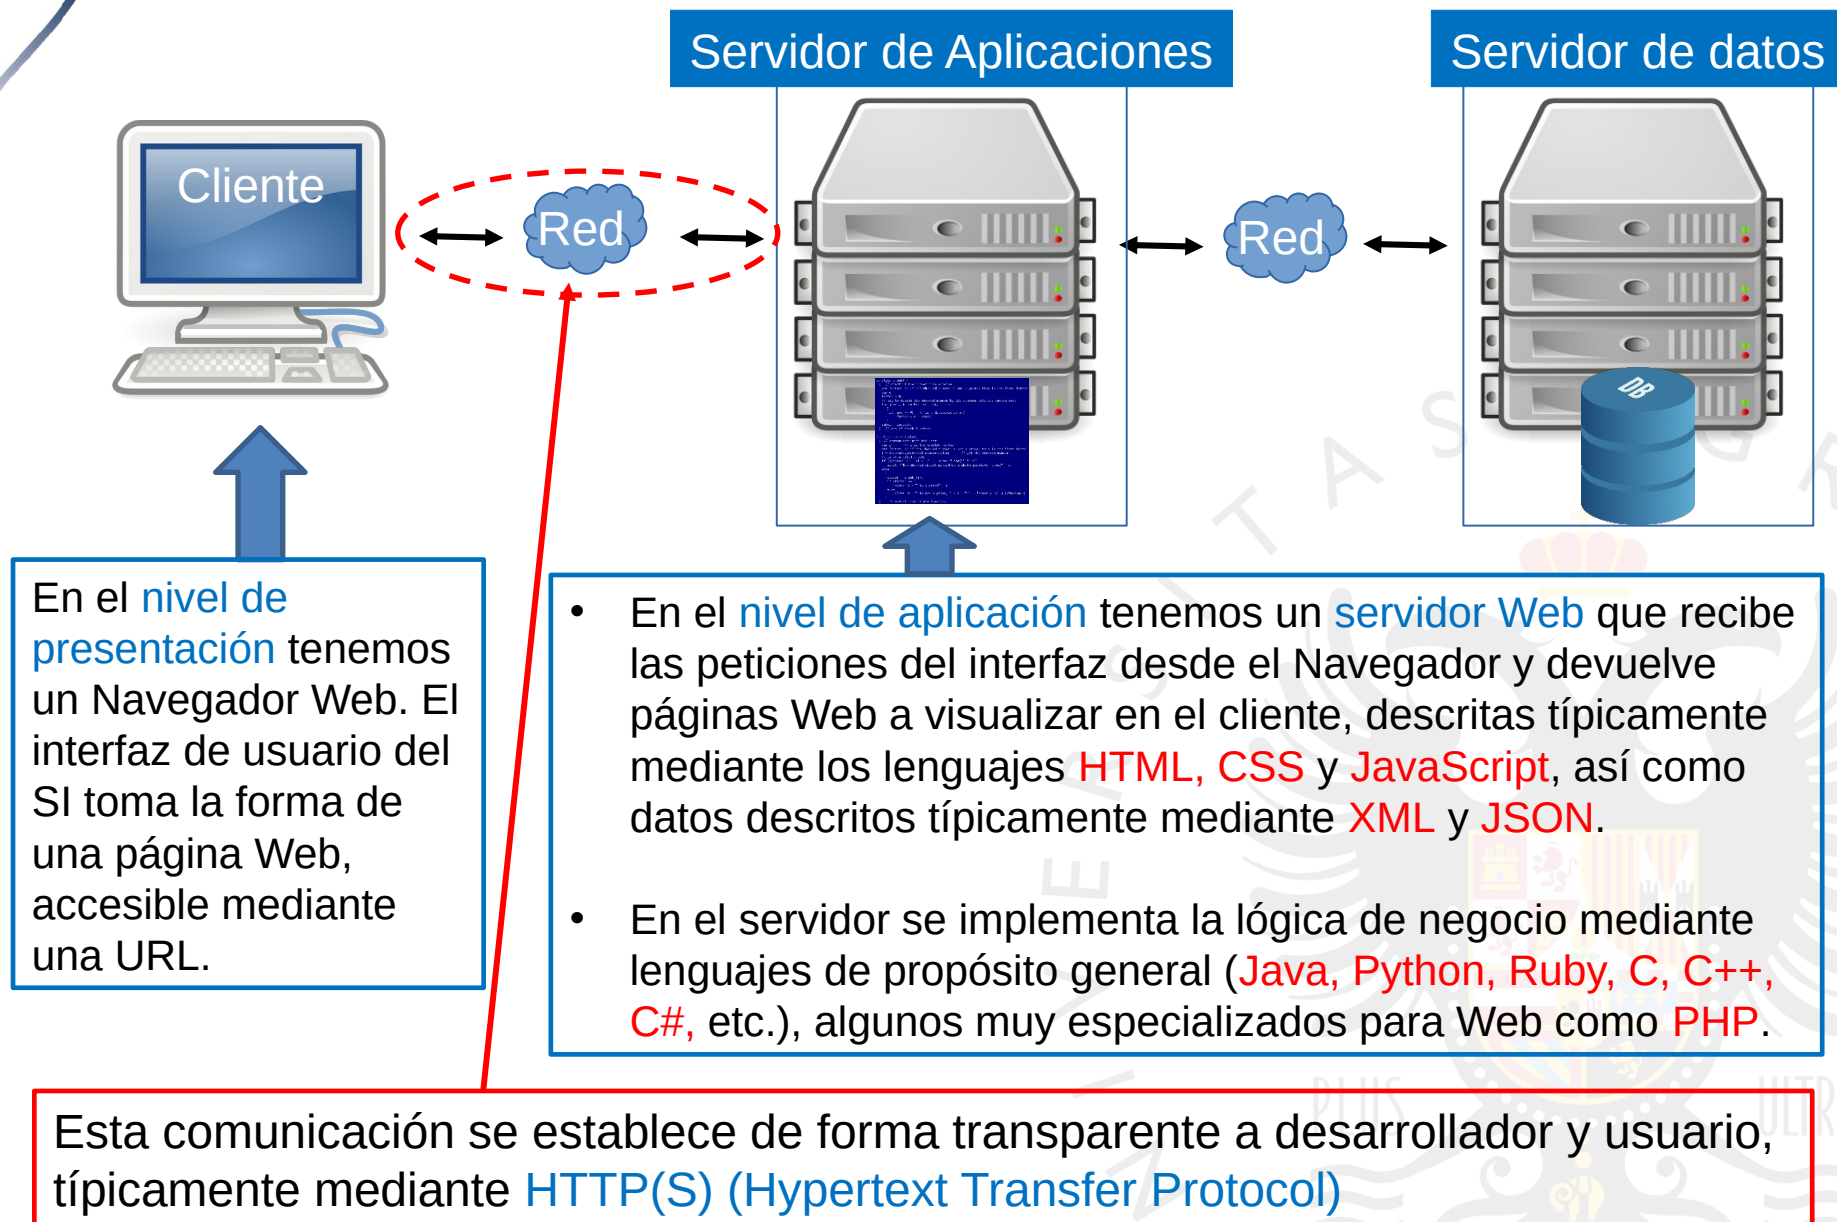 Servidor de Aplicaciones
Servidor de datos
Cliente
Red
Red
DB
En el nivel de
presentación tenemos
un Navegador Web. El
interfaz de usuario del
SI toma la forma de
una página Web,
accesible mediante
una URL.
• En el nivel de aplicación tenemos un servidor Web que recibe
las peticiones del interfaz desde el Navegador y devuelve
páginas Web a visualizar en el cliente, descritas típicamente
mediante los lenguajes HTML, CSS y JavaScript, así como
datos descritos típicamente mediante XML y JSON.
• En el servidor se implementa la lógica de negocio mediante
lenguajes de propósito general (Java, Python, Ruby, C, C++,
C#, etc.), algunos muy especializados para Web como PHP.
Esta comunicación se establece de forma transparente a desarrollador y usuario,
típicamente mediante HTTP(S) (Hypertext Transfer Protocol)
PLUS